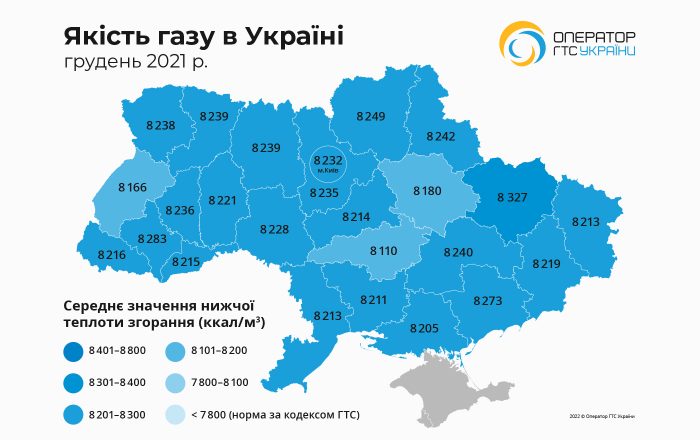 Якість газу в Україні
грудень 2021 р.
ОПЕРАТОР
ГТС УКРАЇНИ
8 238
8 239
8 239
8 249
8 242
8 232
м.Київ
8 166
8 236
8 221
8 235
8 180
8 327
8 214
8 213
8 228
8 283
8 216
8 215
8 110
8 240
8 219
8 211
8 213
8 273
8 205
Середнє значення нижчої
теплоти згорання (ккал/м³)
8 401–8 800
8 101–8 200
8 301–8 400
7 800–8 100
8 201–8 300
< 7 800 (норма за кодексом ГТС)
2022 © Оператор ГТС України